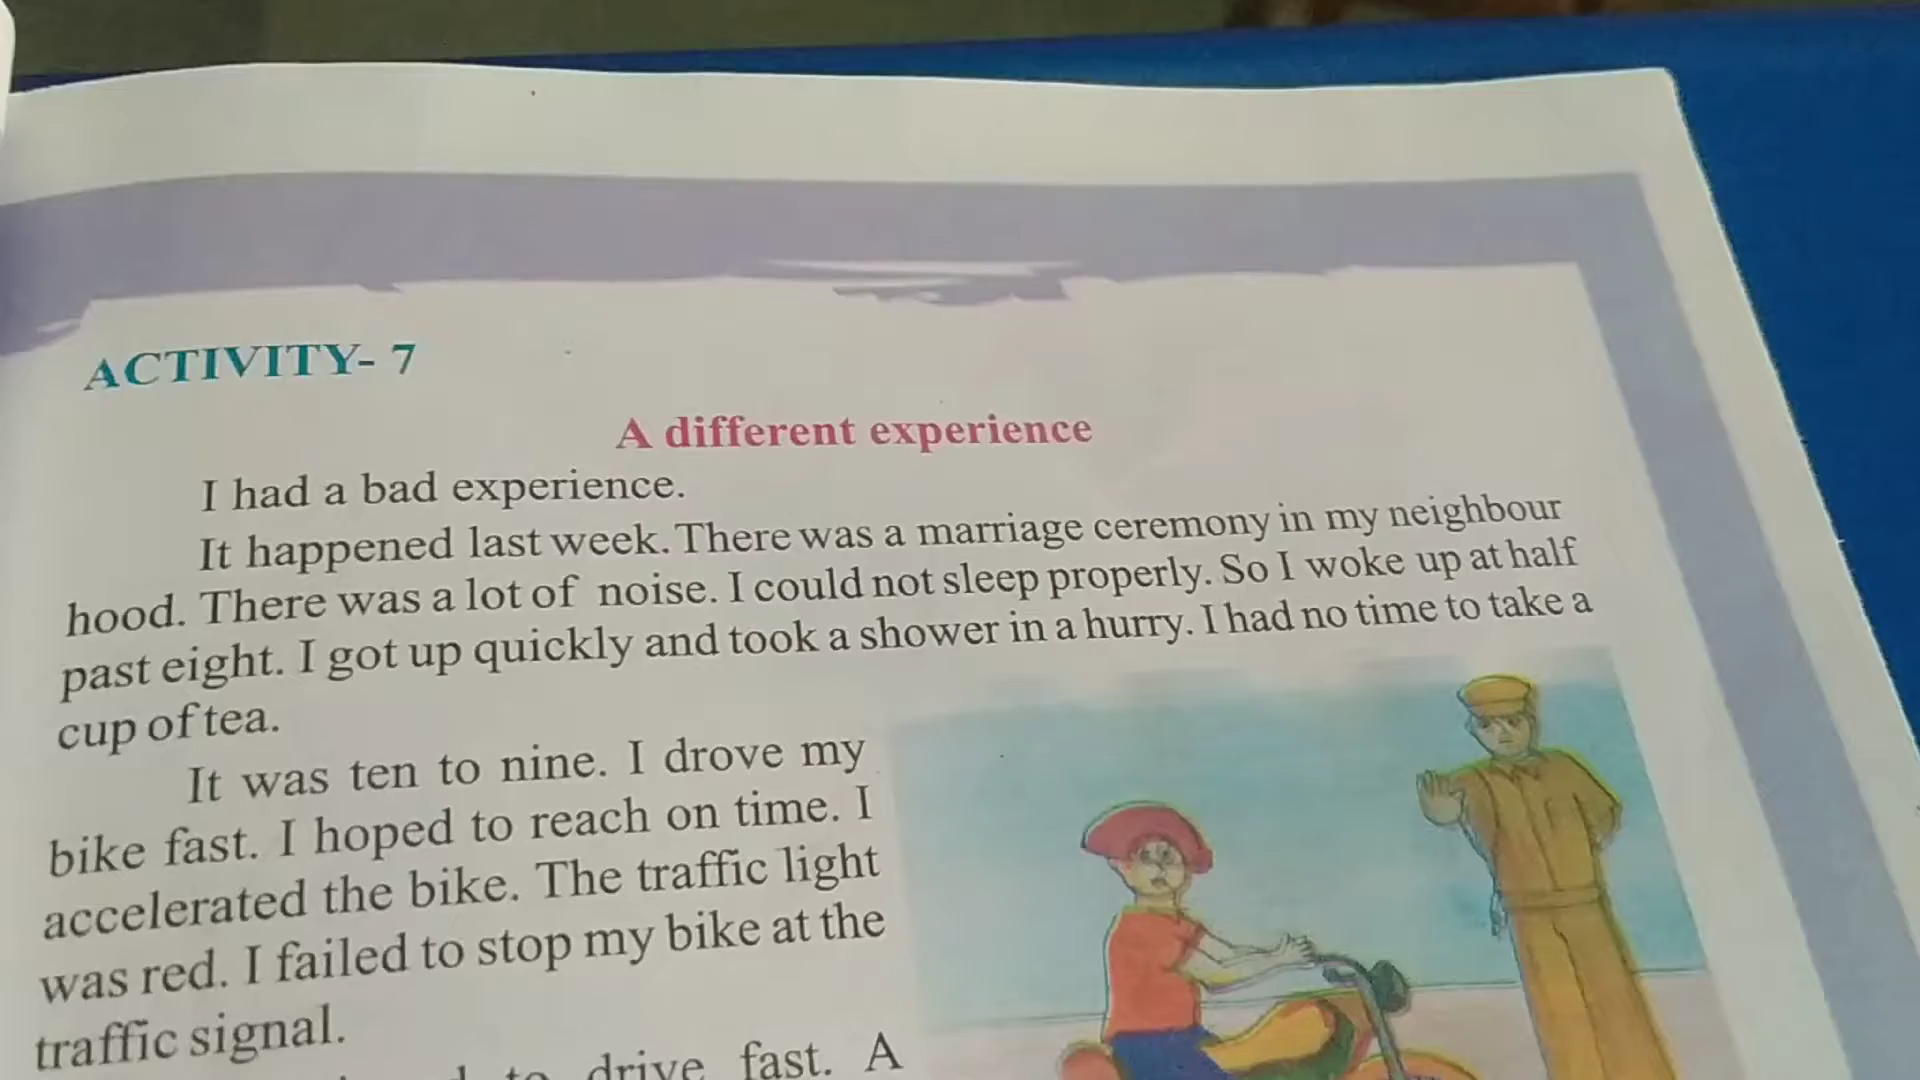 ACTIVITY- 7
A different experience
I had a bad experience.
It happened last week. There was a marriage ceremony in my neighbour
hood. There was a lot of noise. I could not sleep properly. So I woke up at half
past eight. I got up quickly and took a shower in a hurry. I had no time to take a
cup of tea.
It was ten to nine. I drove my
bike fast. I hoped to reach on time. I
accelerated the bike. The traffic light
was red. I failed to stop my bike at the
traffic signal.
to drive fast. A